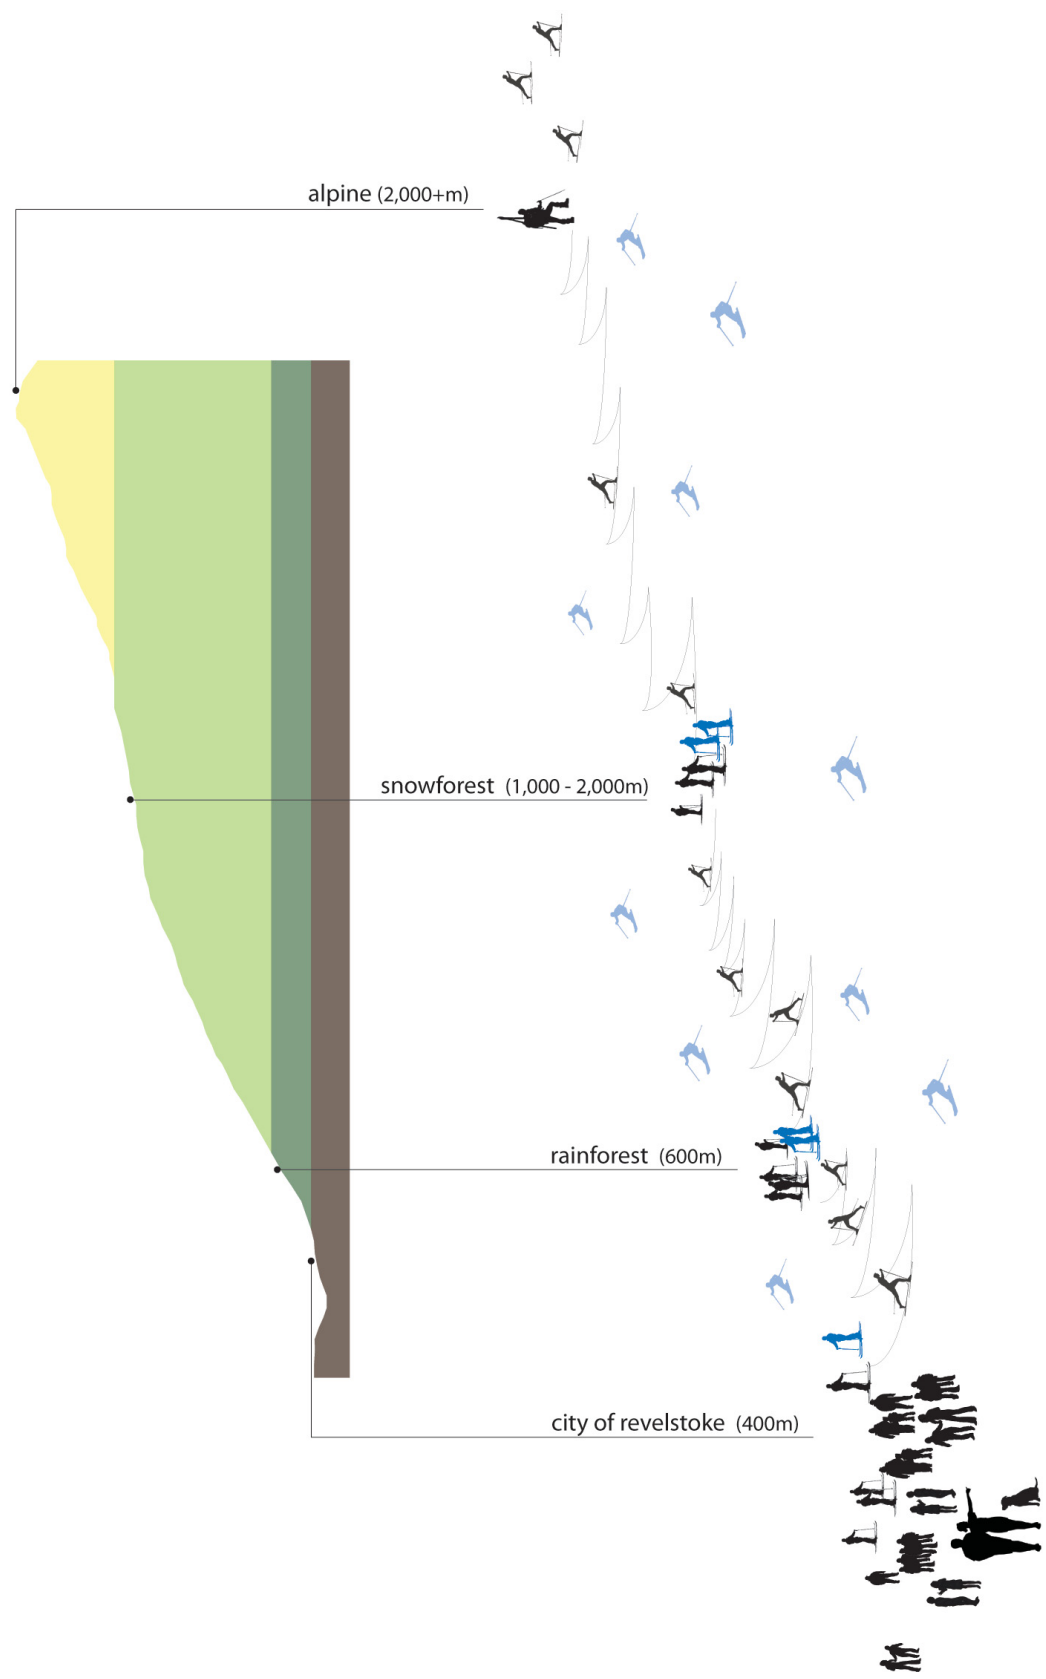 alpine (2,000+m)
snowforest (1,000 - 2,000m)
rainforest (600m)
city of revelstoke (400m)